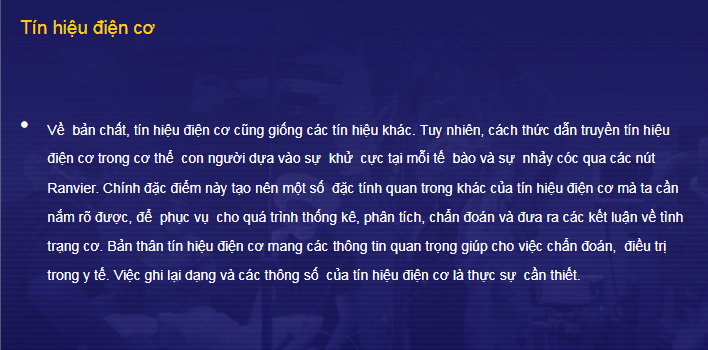 Tín hiệu điện cơ
Về bản chất, tín hiệu điện cơ cũng giống các tín hiệu khác. Tuy nhiên, cách thức dẫn truyền tín hiệu
điện cơ trong cơ thể con người dựa vào sự khử cực tại mỗi tế bào và sự nhảy cóc qua các nút
Ranvier. Chính đặc điểm này tạo nên một số đặc tính quan trong khác của tín hiệu điện cơ mà ta cần
nắm rõ được, để phục vụ cho quá trình thống kê, phân tích, chẩn đoán và đưa ra các kết luận về tình
trạng cơ. Bản thân tín hiệu điện cơ mang các thông tin quan trọng giúp cho việc chẩn đoán, điều trị
trong y tế. Việc ghi lại dạng và các thông số của tín hiệu điện cơ là thực sự cần thiết.